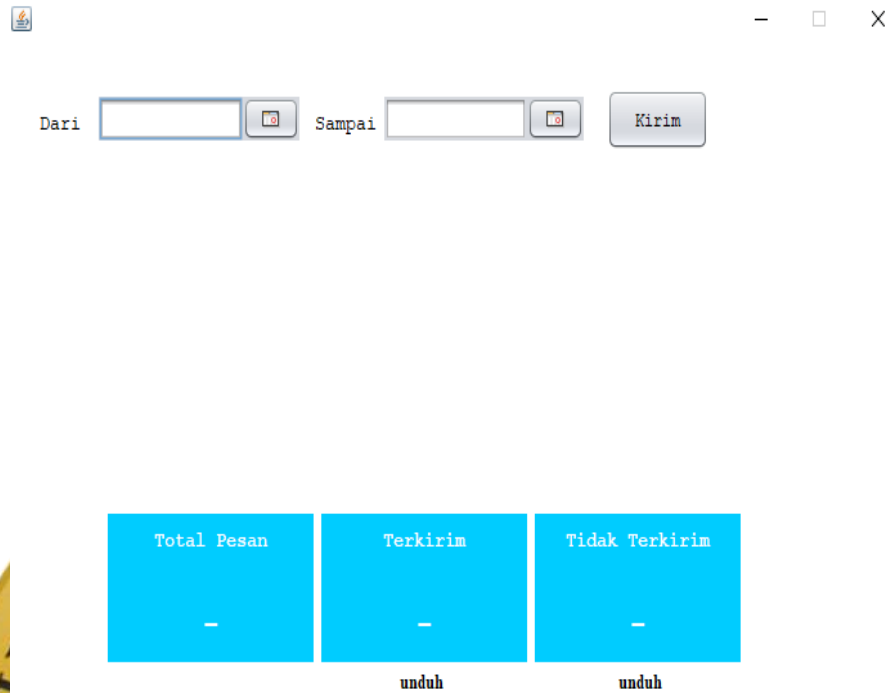 Dari Sampai Kirim
Total Pesan Terkirim Tidak Terkirim
– – –
unduh unduh